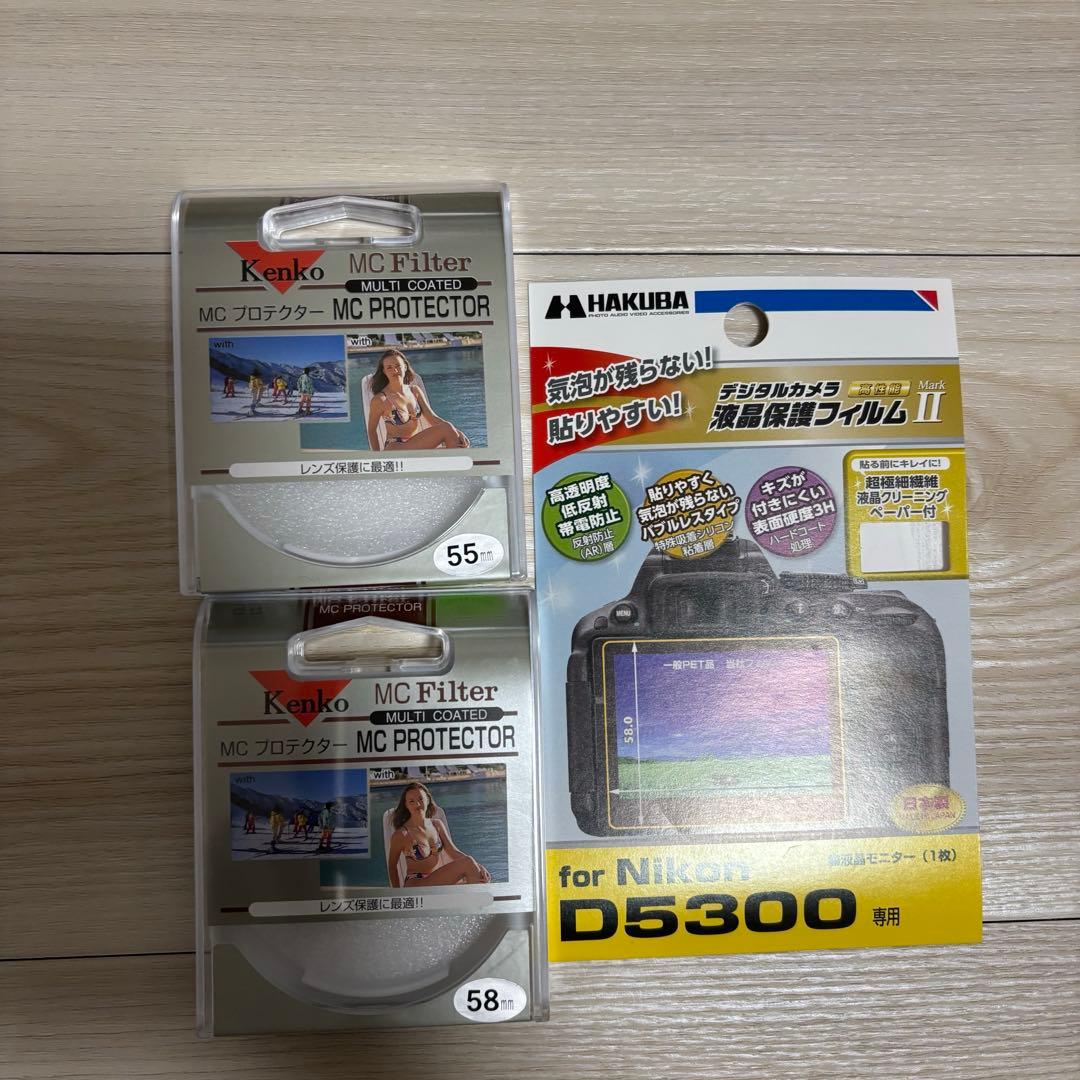 Kenko
MC Filter
MULTI COATED
MC プロテクター MC PROTECTOR
with
with
レンズ保護に最適!!
55mm
MC PROTECTOR
Kenko
MC Filter
MULTI COATED
MC プロテクター MC PROTECTOR
with
with
レンズ保護に最適!!
58mm
HAKUBA
PHOTO AUDIO VIDEO ACCESSORIES
気泡が残らない!
貼りやすい!
デジタルカメラ 高性能
液晶保護フィルム Mark II
高透明度
低反射
帯電防止
反射防止
(AR)層
貼りやすく
気泡が残らない
バブルレスタイプ
特殊吸着シリコン
粘着層
キズが
付きにくい
表面硬度3H
ハードコート
処理
貼る前にキレイに!
超極細繊維
液晶クリーニング
ペーパー付
MENU
一般PET品
58.0
日本製
液晶モニター(1枚)
for Nikon
D5300 専用